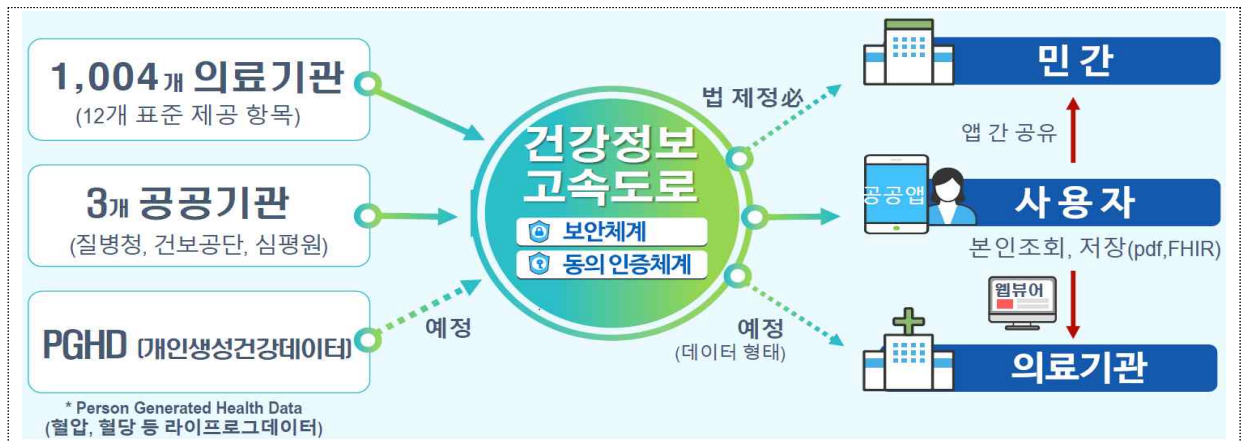 1,004개 의료기관
(12개 표준 제공 항목)
3개 공공기관
(질병청, 건보공단, 심평원)
PGHD (개인생성건강데이터)
* Person Generated Health Data
(혈압, 혈당 등 라이프로그데이터)
예정
건강정보
고속도로
보안체계
동의 인증체계
법 제정必
예정
(데이터 형태)
민 간
앱 간 공유
공공앱
사 용 자
본인조회, 저장(pdf,FHIR)
웹뷰어
의료기관